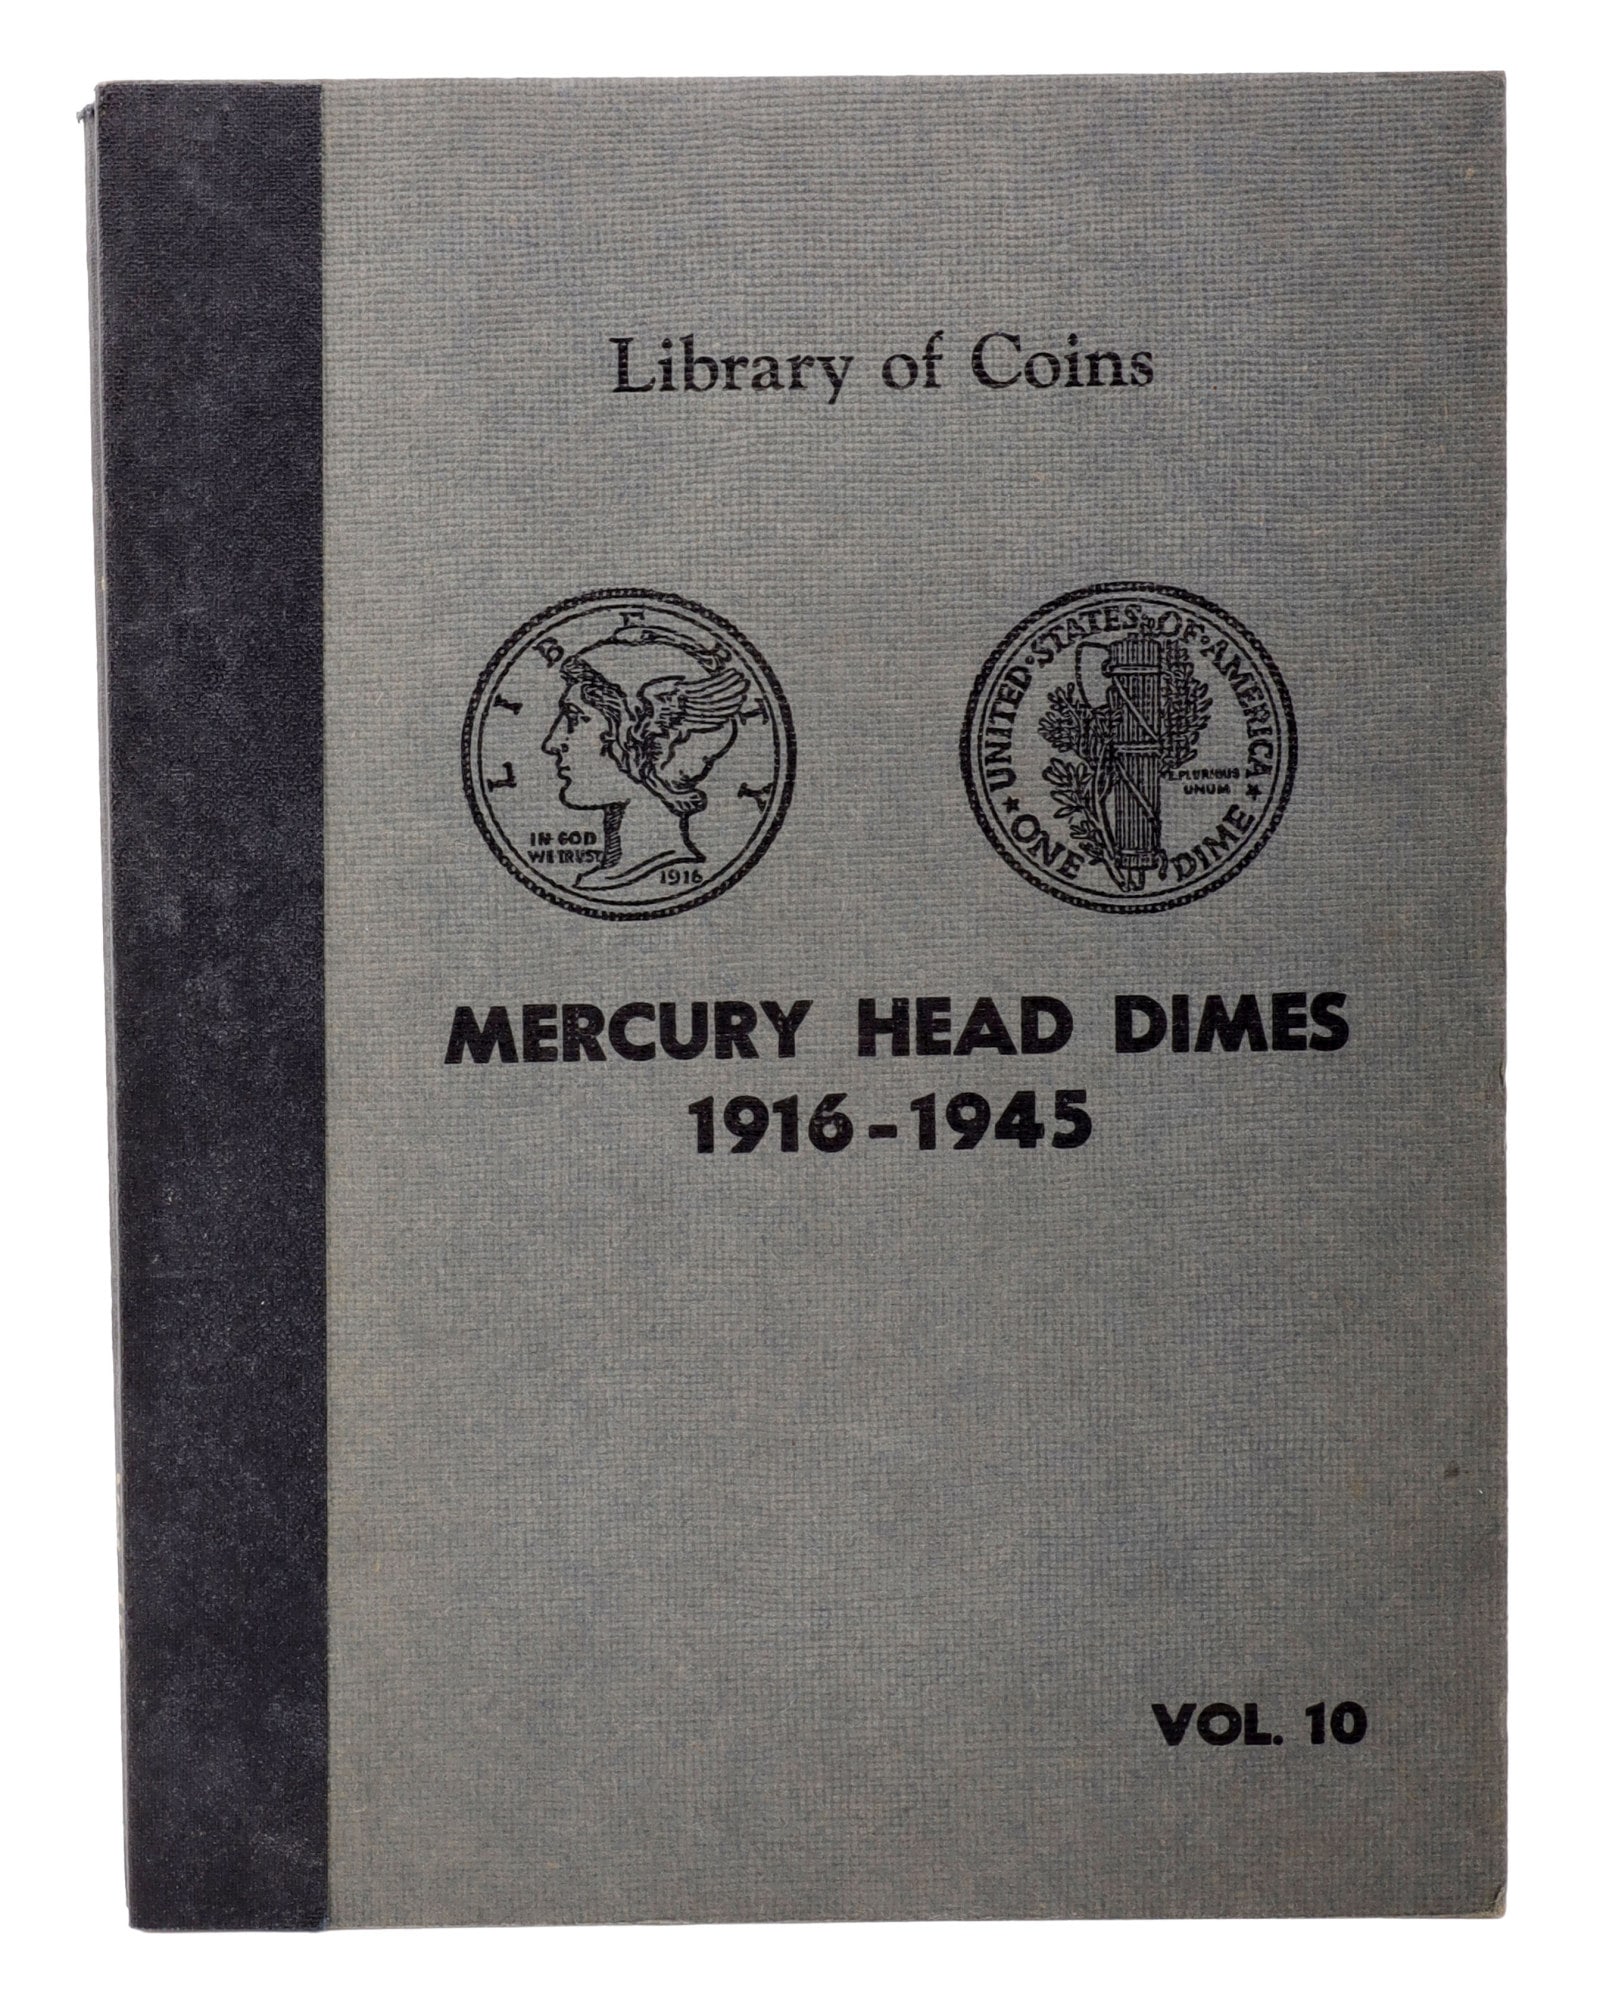 Library of Coins
LIBERTY
IN GOD
WE TRUST
1916
UNITED·STATES·OF·AMERICA
E.PLURIBUS
UNUM
★ONE DIME★
MERCURY HEAD DIMES
1916-1945
VOL. 10